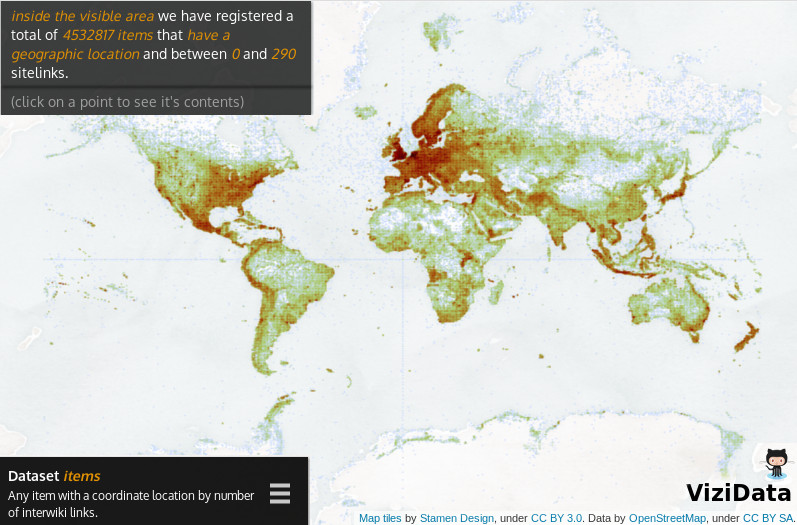 inside the visible area we have registered a
total of 4532817 items that have a
geographic location and between 0 and 290
sitelinks.
(click on a point to see it's contents)
Dataset items
Any item with a coordinate location by number
of interwiki links.
ViziData
Map tiles by Stamen Design, under CC BY 3.0. Data by OpenStreetMap, under CC BY SA.